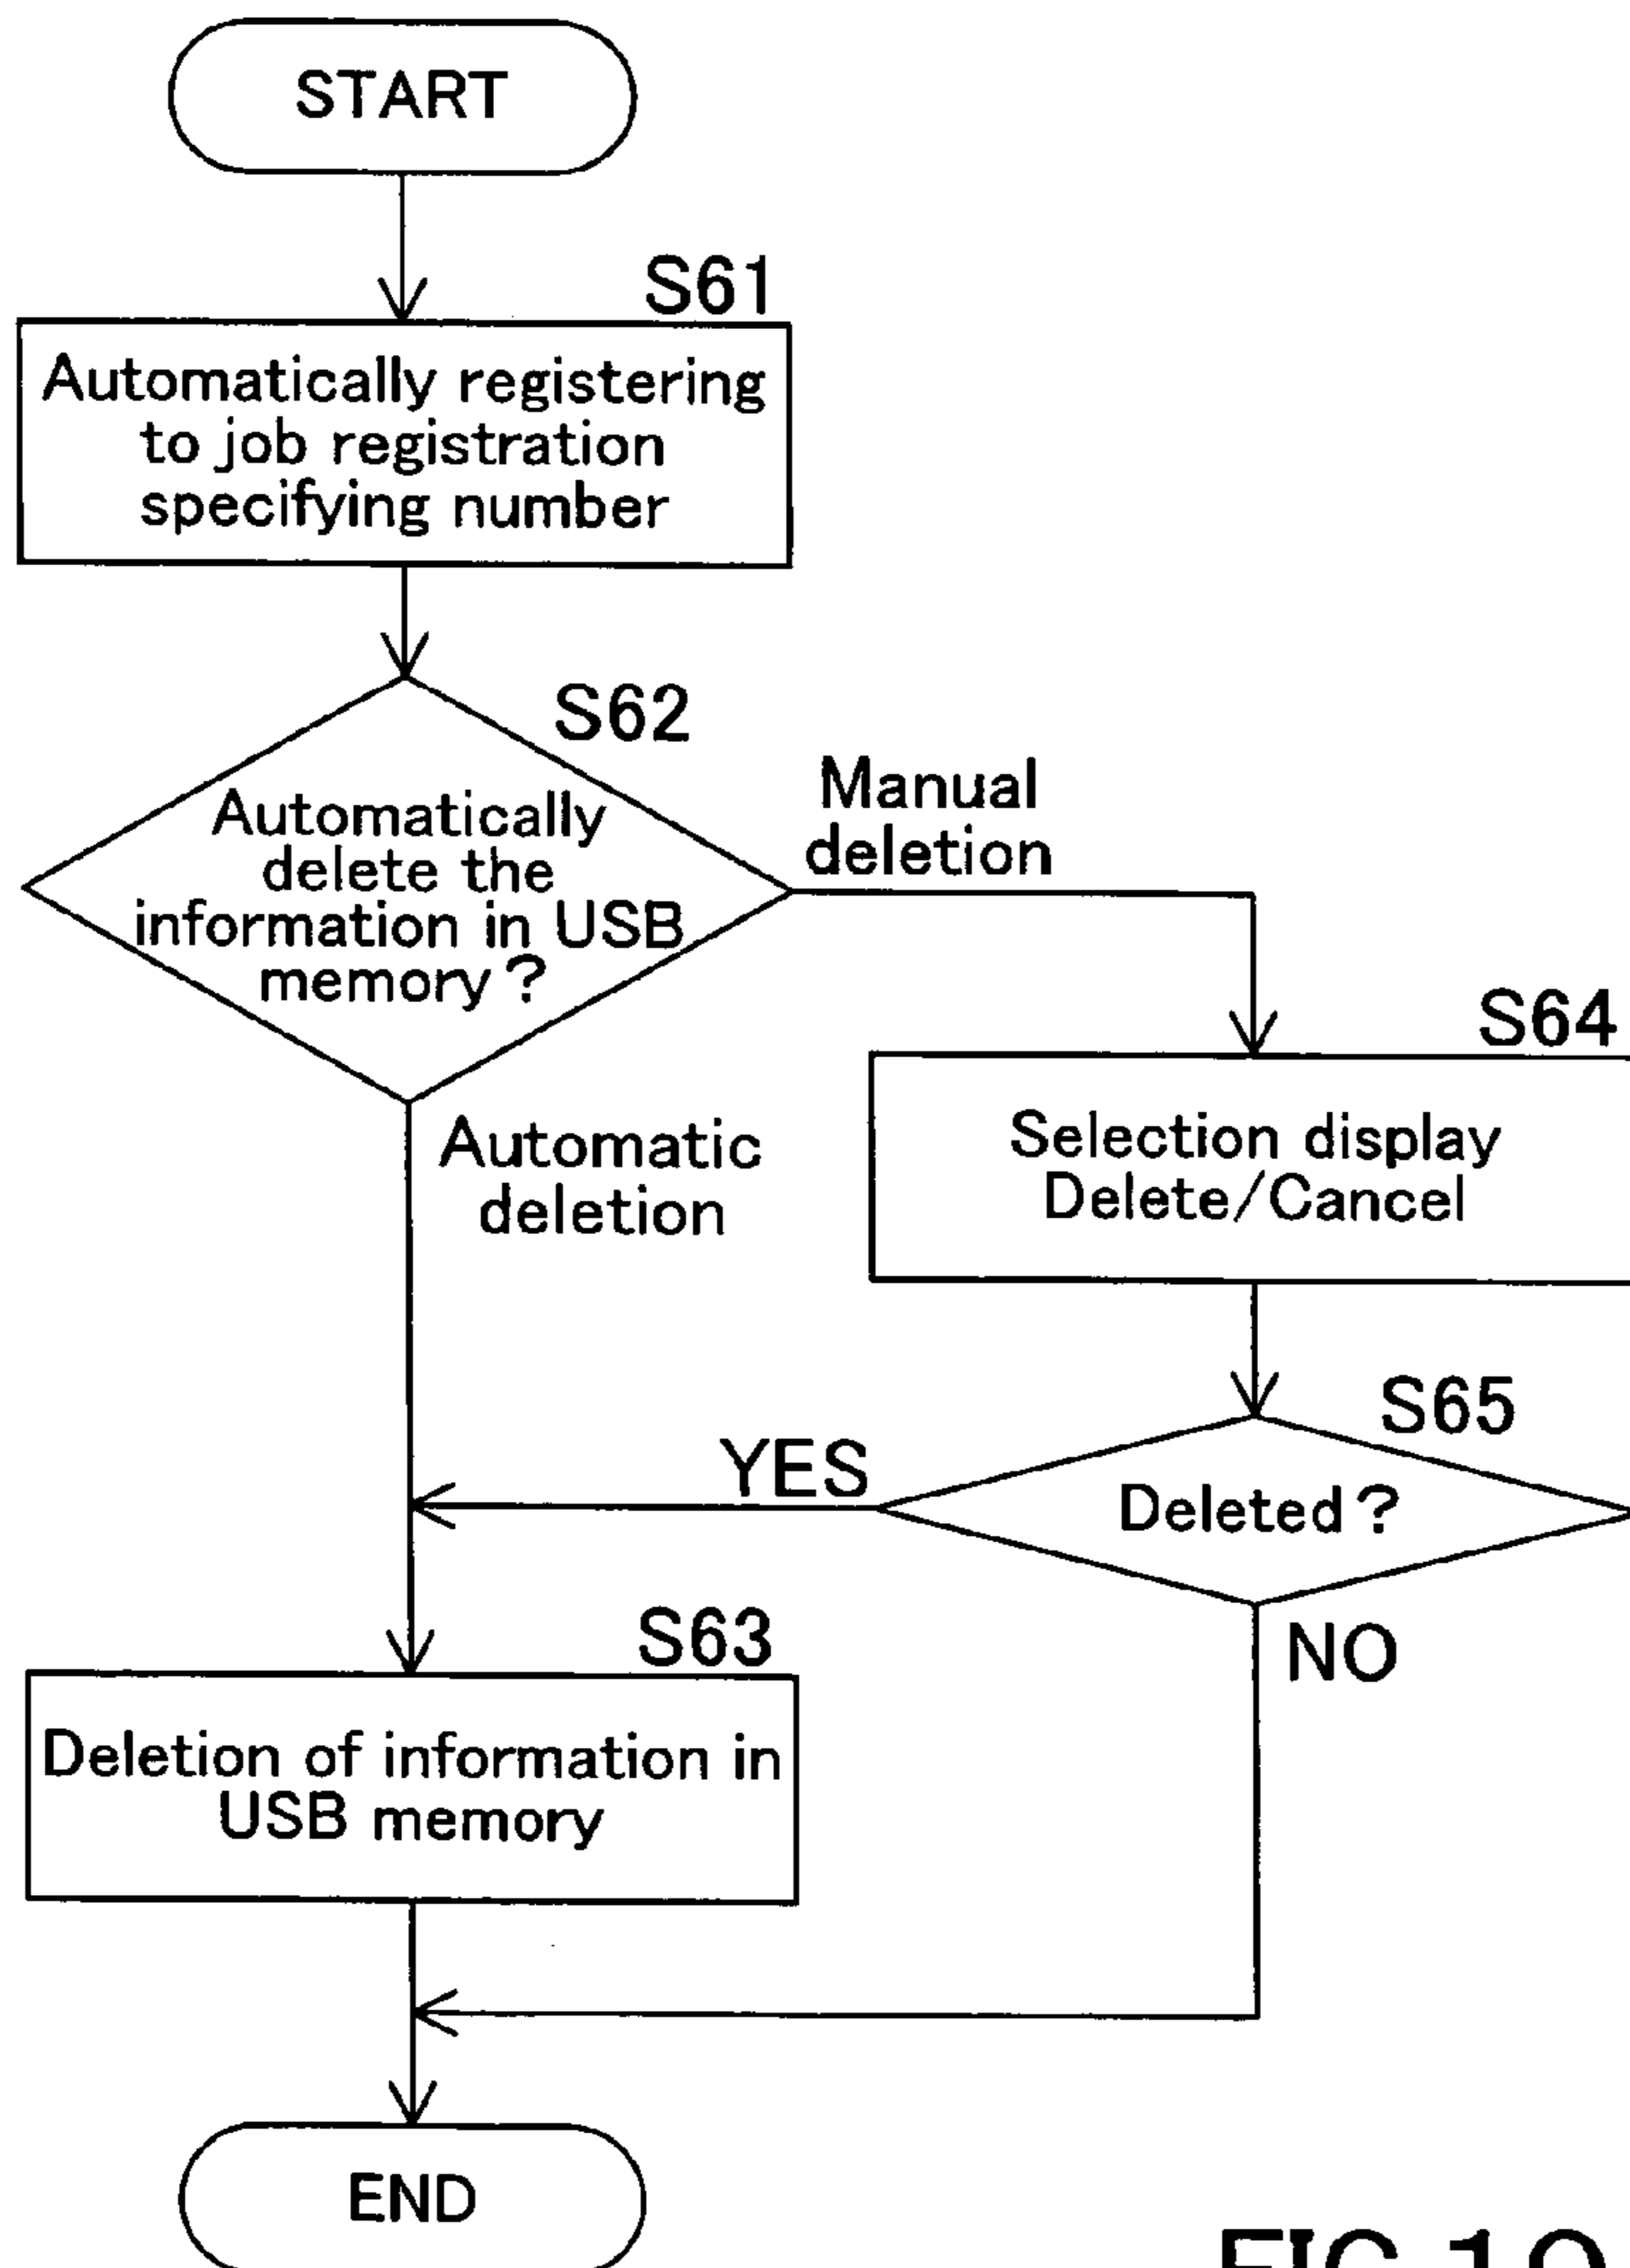 START
S61
Automatically registering
to job registration
specifying number
S62
Automatically
delete the
information in USB
memory?
Manual
deletion
S64
Selection display
Delete/Cancel
Automatic
deletion
S65
Deleted?
YES
NO
S63
Deletion of information in
USB memory
END